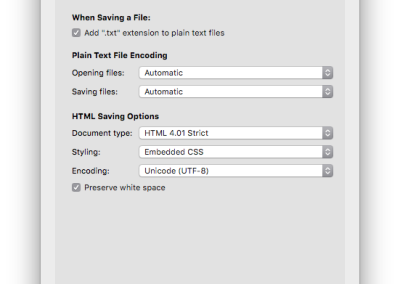 When Saving a File:
Add ".txt" extension to plain text files
Plain Text File Encoding
Opening files: Automatic
Saving files: Automatic
HTML Saving Options
Document type: HTML 4.01 Strict
Styling: Embedded CSS
Encoding: Unicode (UTF-8)
Preserve white space